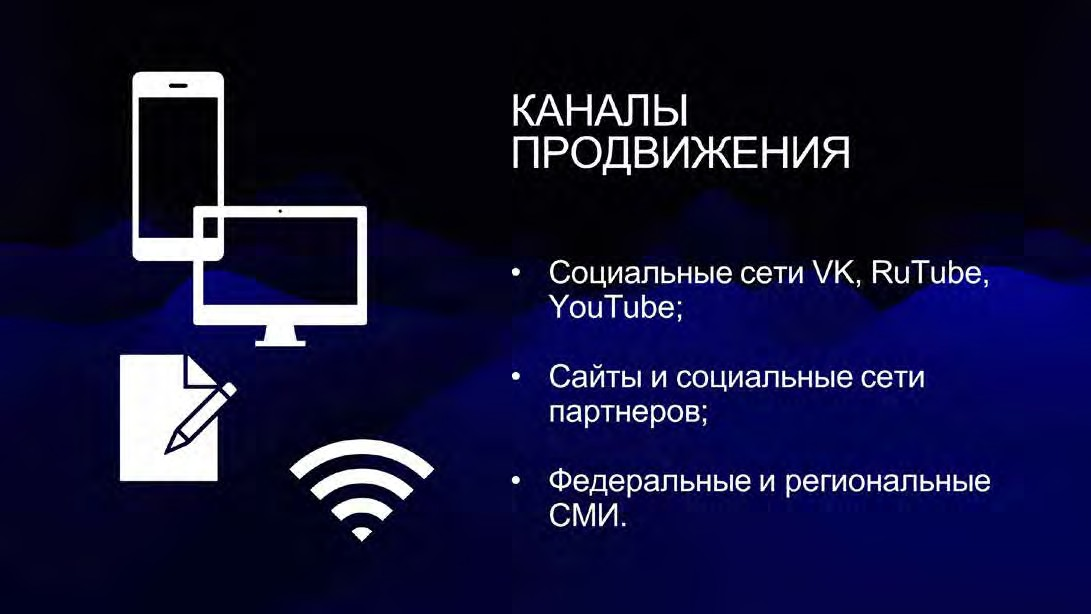 КАНАЛЫ
ПРОДВИЖЕНИЯ
• Социальные сети VK, RuTube,
YouTube;
• Сайты и социальные сети
партнеров;
• Федеральные и региональные
СМИ.